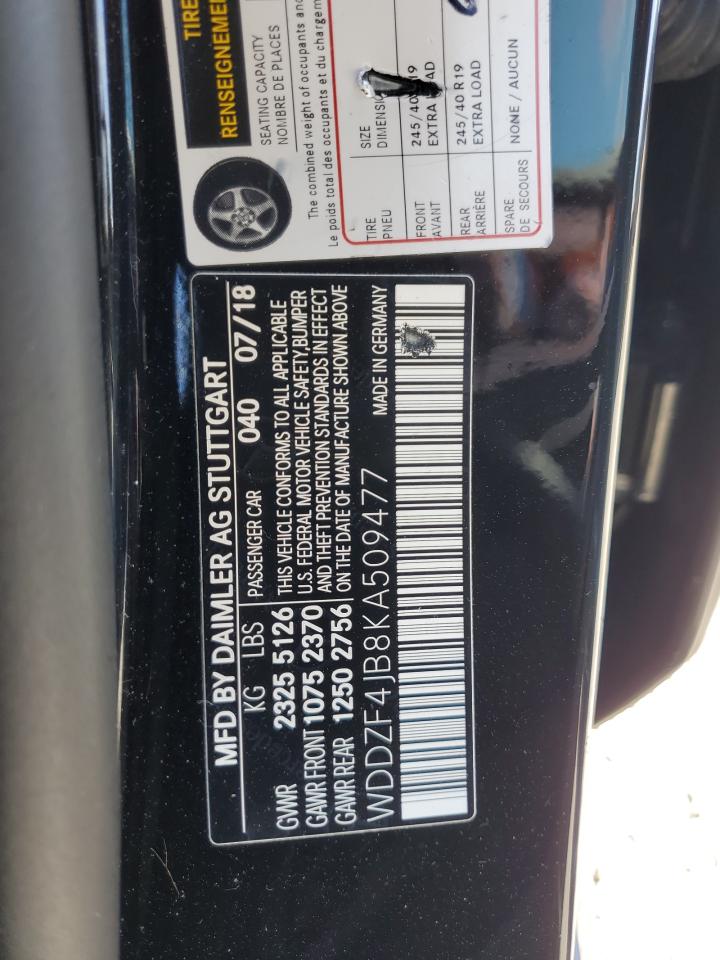 TIRE
RENSEIGNEMEN
SEATING CAPACITY
NOMBRE DE PLACES
The combined weight of occupants and
Le poids total des occupants et du chargem
TIRE
PNEU
SIZE
FRONT
AVANT
245/40
19
EXTRA LOAD
REAR
ARRIÈRE
245/40 R19
EXTRA LOAD
SPARE
DE SECOURS
NONE / AUCUN
MFD BY DAIMLER AG STUTTGART
KG LBS PASSENGER CAR 040 07/18
GVWR 2325 5126
GAWR FRONT 1075 2370
GAWR REAR 1250 2756
THIS VEHICLE CONFORMS TO ALL APPLICABLE
U.S. FEDERAL MOTOR VEHICLE SAFETY,BUMPER
AND THEFT PREVENTION STANDARDS IN EFFECT
ON THE DATE OF MANUFACTURE SHOWN ABOVE
WDDZF4JB8KA509477 MADE IN GERMANY